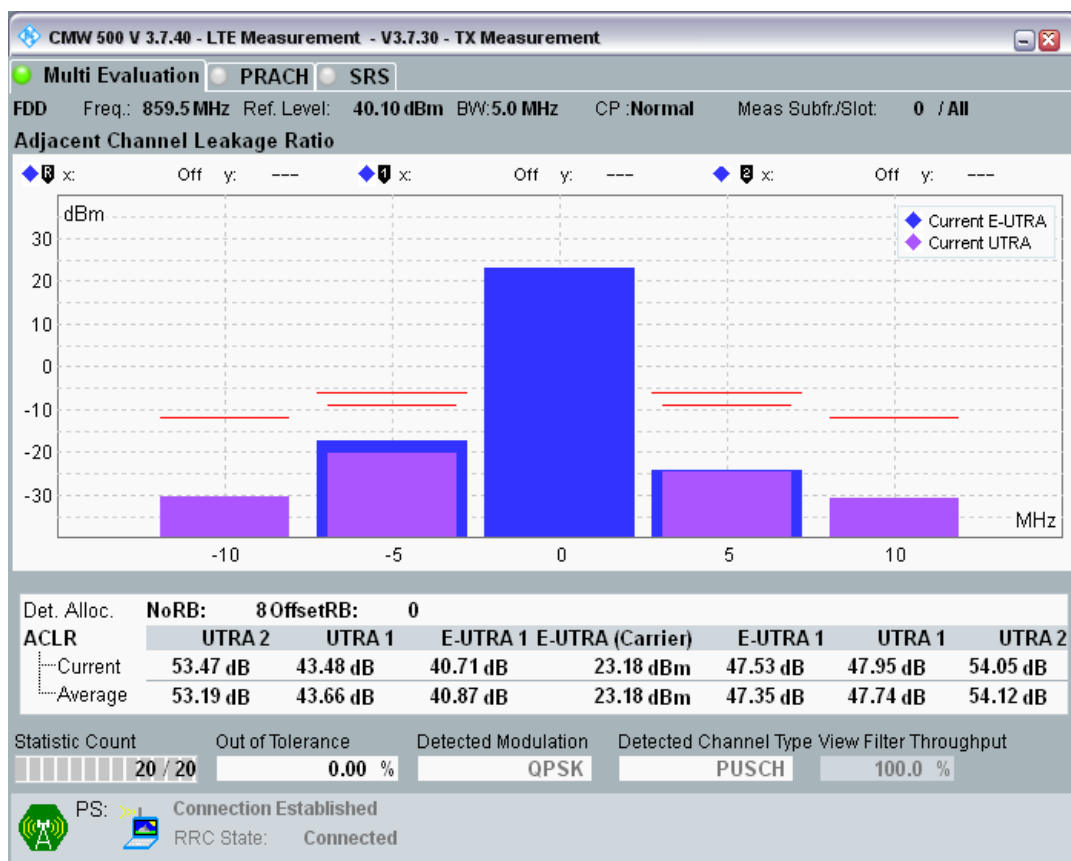 CMW 500 V 3.7.40 - LTE Measurement - V3.7.30 - TX Measurement
Multi Evaluation PRACH SRS
FDD Freq.: 859.5 MHz Ref. Level: 40.10 dBm BW:5.0 MHz CP :Normal Meas Subfr./Slot: 0 / All
Adjacent Channel Leakage Ratio
R x: Off y: --- 1 x: Off y: --- 2 x: Off y: ---
dBm
Current E-UTRA
Current UTRA
30
20
10
0
-10
-20
-30
MHz
-10 -5 0 5 10
Det. Alloc. NoRB: 8 OffsetRB: 0
ACLR UTRA 2 UTRA 1 E-UTRA 1 E-UTRA (Carrier) E-UTRA 1 UTRA 1 UTRA 2
Current 53.47 dB 43.48 dB 40.71 dB 23.18 dBm 47.53 dB 47.95 dB 54.05 dB
Average 53.19 dB 43.66 dB 40.87 dB 23.18 dBm 47.35 dB 47.74 dB 54.12 dB
Statistic Count Out of Tolerance Detected Modulation Detected Channel Type View Filter Throughput
20 / 20 0.00 % QPSK PUSCH 100.0 %
PS: Connection Established
RRC State: Connected